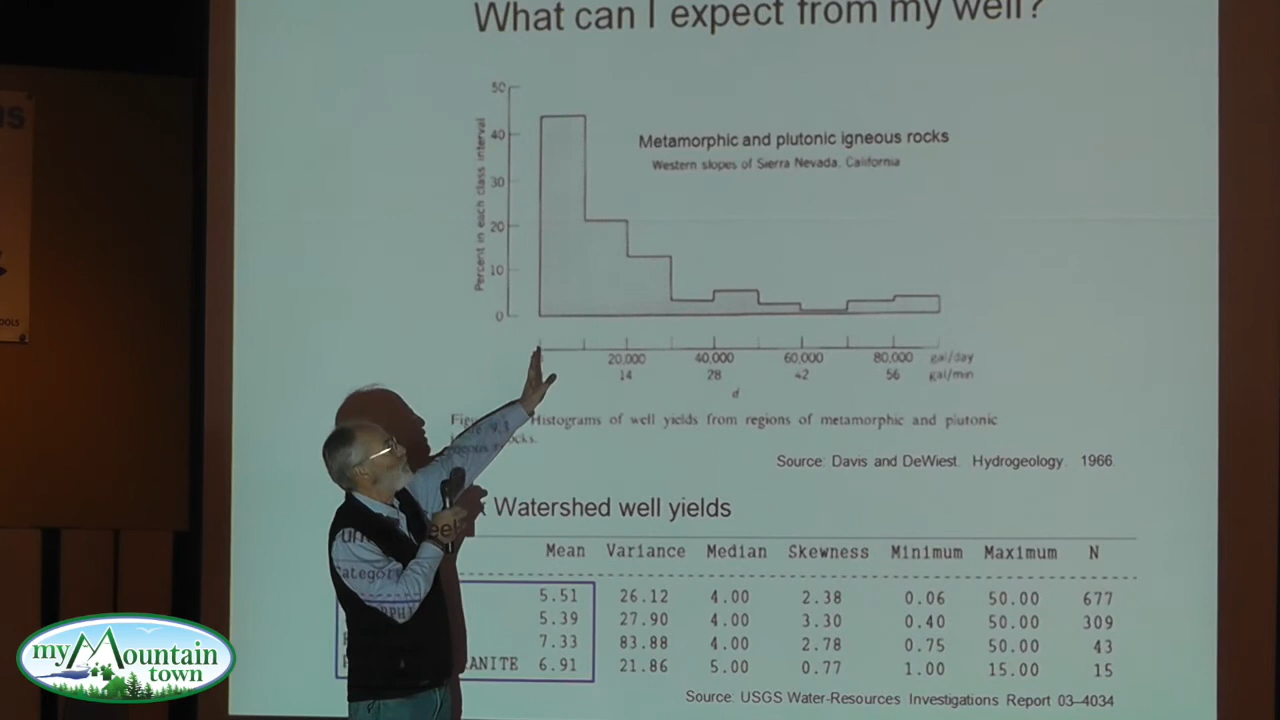 What can I expect from my well?
50
40
30
20
10
0
Percent in each class interval
Metamorphic and plutonic igneous rocks
Western slopes of Sierra Nevada, California
20,000 40,000 60,000 80,000 gal/day
14 28 42 56 gal/min
d
Histograms of well yields from regions of metamorphic and plutonic
Source: Davis and DeWiest. Hydrogeology. 1966.
Watershed well yields
Mean Variance Median Skewness Minimum Maximum N
5.51 26.12 4.00 2.38 0.06 50.00 677
5.39 27.90 4.00 3.30 0.40 50.00 309
7.33 83.88 4.00 2.78 0.75 50.00 43
ANITE 6.91 21.86 5.00 0.77 1.00 15.00 15
Source: USGS Water-Resources Investigations Report 03-4034
OOLS
my Mountain
town